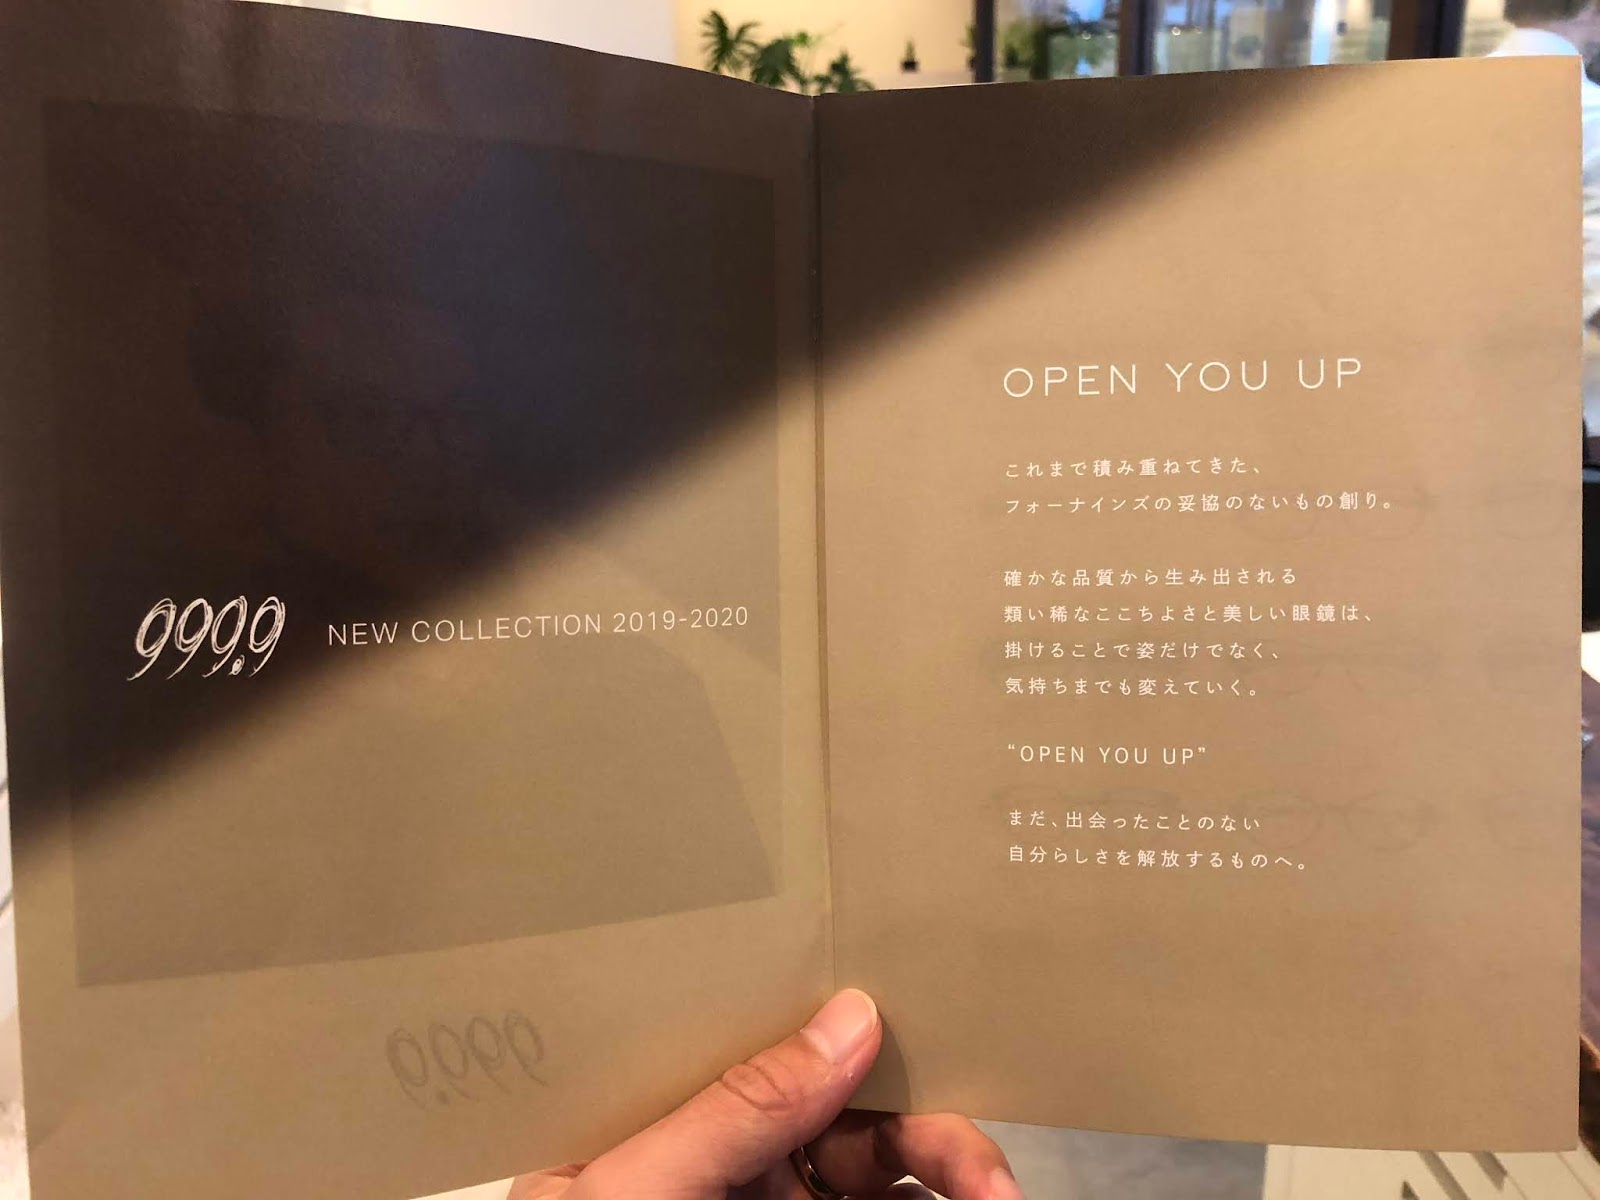 999.9 NEW COLLECTION 2019-2020
OPEN YOU UP
これまで積み重ねてきた、
フォーナインズの妥協のないもの創り。
確かな品質から生み出される
類い稀なここちよさと美しい眼鏡は、
掛けることで姿だけでなく、
気持ちまでも変えていく。
“OPEN YOU UP”
まだ、出会ったことのない
自分らしさを解放するものへ。
999.9